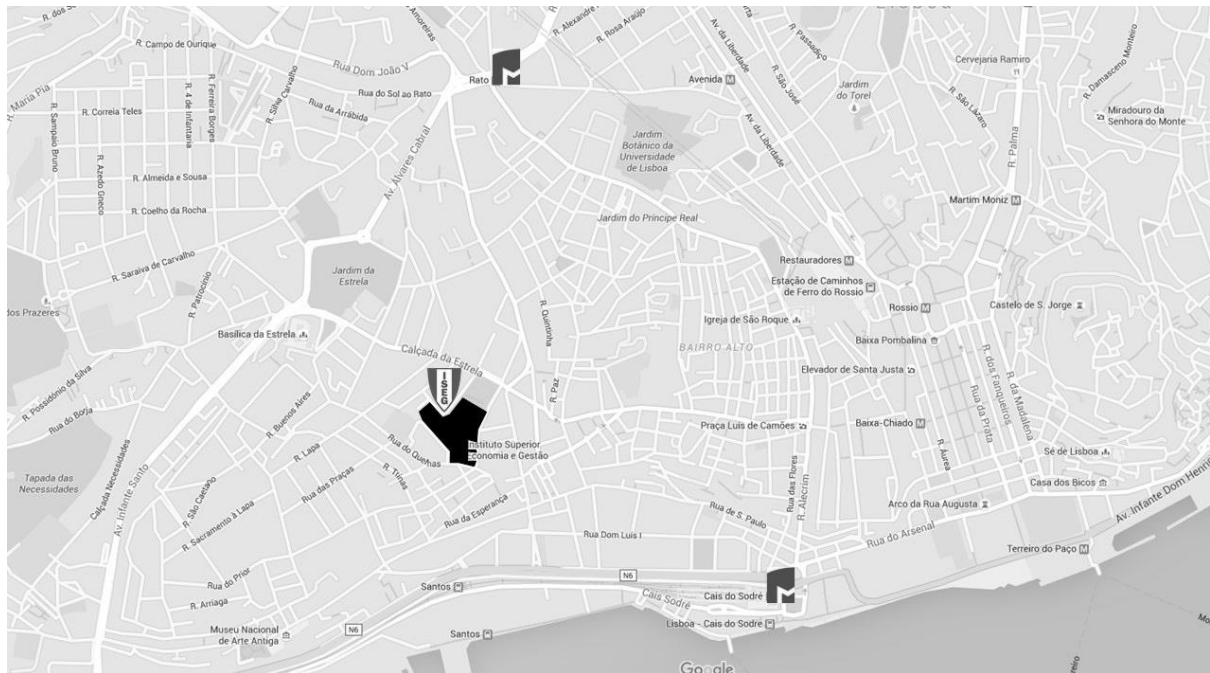 R. Campo de Ourique
Amoreiras
Rua Dom João V
R. Alexandre
R. Rosa Araújo
Av. da Liberdade
R. Passadiço
Cervejaria Ramiro
R. Damasceno Monteiro
R. Maria Pia
R. Correia Teles
R. 4 de Infantaria
R. Ferreira Borges
R. Sílvia Carvalho
Rua do Sol ao Rato
Rato
Rua da Arrábida
Avenida
R. São José
Jardim
do Torel
R. São Lázaro
R. Palma
Miradouro da
Senhora do Monte
R. Sampaio Bruno
R. Azedo Gneco
R. Almeida e Sousa
R. Coelho da Rocha
Av. Álvares Cabral
Jardim
Botânico da
Universidade
de Lisboa
Av. da Liberdade
Martim Moniz
Jardim do Príncipe Real
R. Saraiva de Carvalho
R. Patrocínio
Jardim da
Estrela
Restauradores
Estação de Caminhos
de Ferro do Rossio
dos Prazeres
Basílica da Estrela
R. Quintinha
Igreja de São Roque
Rossio
Castelo de S. Jorge
Calçada da Estrela
BAIRRO ALTO
Baixa Pombalina
R. dos Fanqueiros
R. Possidónio da Silva
ISEG
R. Paz
Elevador de Santa Justa
R. da Madalena
Rua da Prata
Rua do Borja
R. Buenos Aires
Praça Luis de Camões
Baixa-Chiado
R. Lapa
Rua do Quelhas
Instituto Superior
Economia e Gestão
R. Áurea
Sé de Lisboa
Tapada das
Necessidades
Calçada Necessidades
Av. Infante Santo
R. São Caetano
Rua das Praças
R. Trinas
Rua das Flores
R. Alecrim
Casa dos Bicos
R. Sacramento à Lapa
Rua da Esperança
Rua de S. Paulo
Arco da Rua Augusta
Av. Infante Dom Henri
Rua Dom Luis I
Rua do Arsenal
Terreiro do Paço
Rua do Prior
Santos
N6
Cais do Sodré
Cais Sodré
R. Arriaga
Museu Nacional
de Arte Antiga
N6
Santos
Lisboa - Cais do Sodre
Google